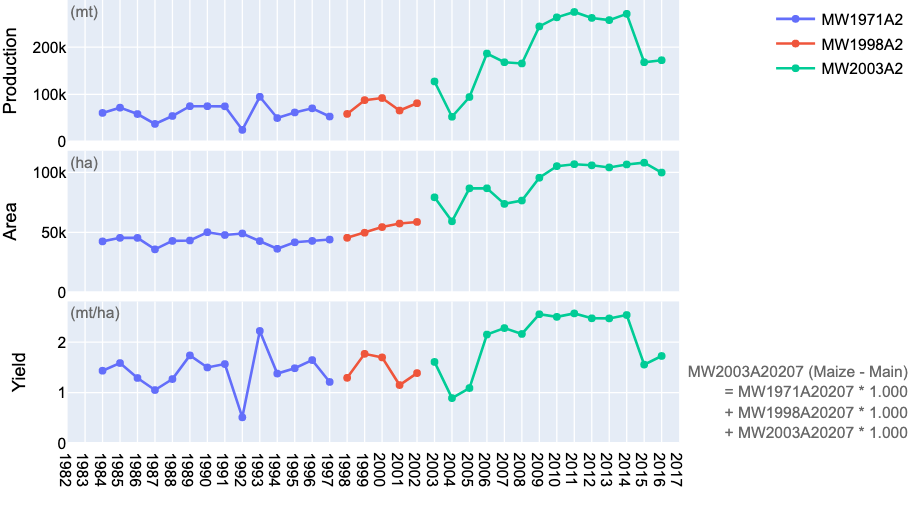 (mt)
Production
200k
100k
0
MW1971A2
MW1998A2
MW2003A2
(ha)
Area
100k
50k
0
(mt/ha)
Yield
2
1
0
MW2003A20207 (Maize - Main)
= MW1971A20207 * 1.000
+ MW1998A20207 * 1.000
+ MW2003A20207 * 1.000
1982
1983
1984
1985
1986
1987
1988
1989
1990
1991
1992
1993
1994
1995
1996
1997
1998
1999
2000
2001
2002
2003
2004
2005
2006
2007
2008
2009
2010
2011
2012
2013
2014
2015
2016
2017